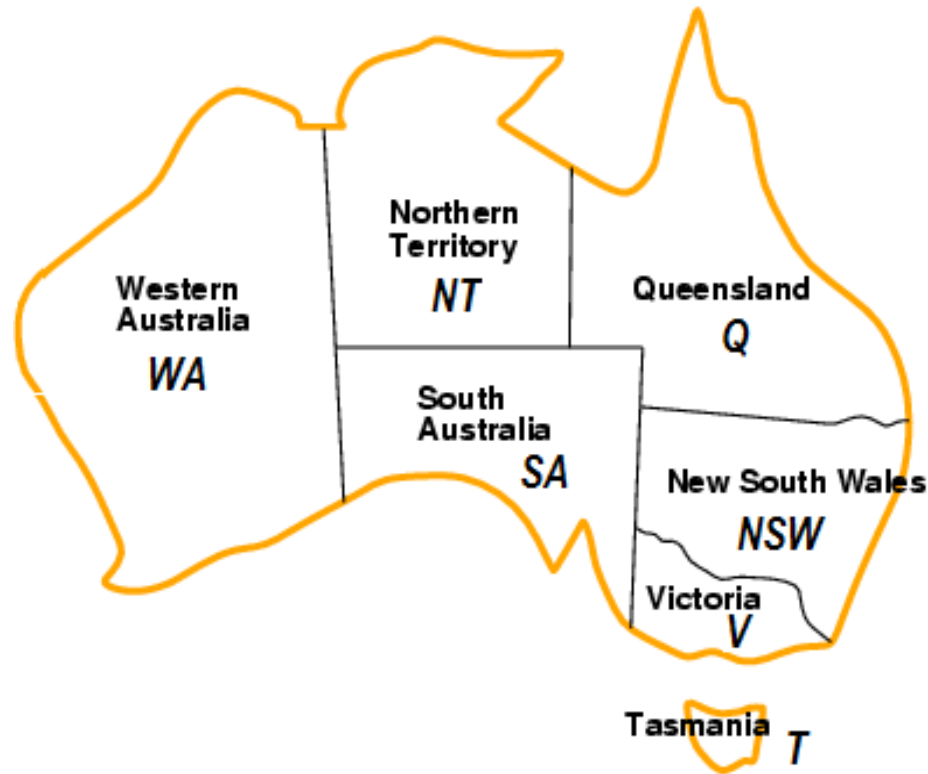 Northern
Territory
NT
Western
Australia
WA
Queensland
Q
South
Australia
SA
New South Wales
NSW
Victoria
V
Tasmania
T